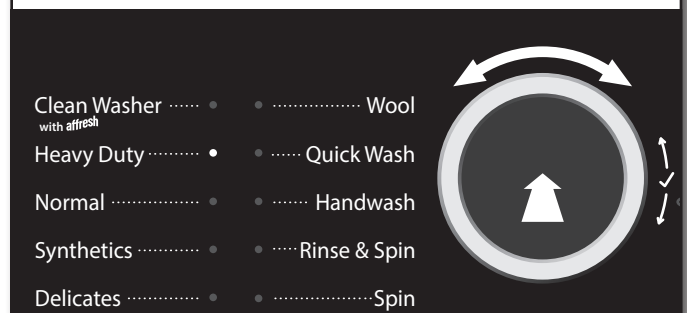 Clean Washer
with affresh
Heavy Duty
Normal
Synthetics
Delicates
Wool
Quick Wash
Handwash
Rinse & Spin
Spin